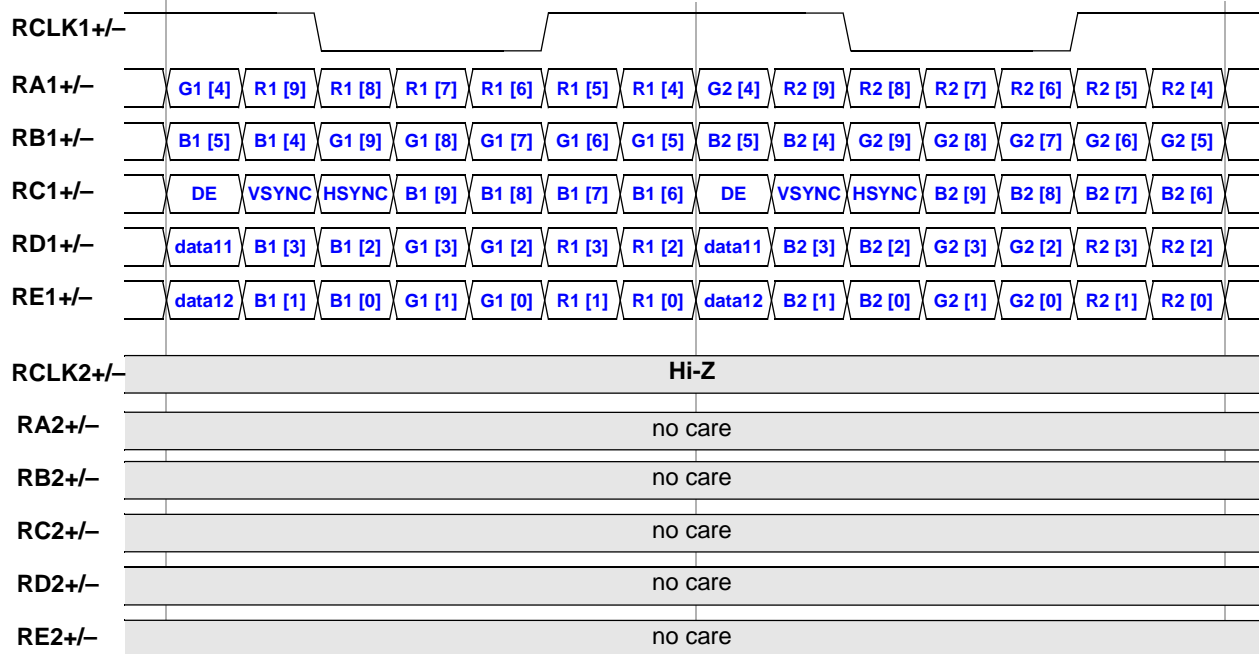 RCLK1+/–
RA1+/– G1 [4] R1 [9] R1 [8] R1 [7] R1 [6] R1 [5] R1 [4] G2 [4] R2 [9] R2 [8] R2 [7] R2 [6] R2 [5] R2 [4]
RB1+/– B1 [5] B1 [4] G1 [9] G1 [8] G1 [7] G1 [6] G1 [5] B2 [5] B2 [4] G2 [9] G2 [8] G2 [7] G2 [6] G2 [5]
RC1+/– DE VSYNC HSYNC B1 [9] B1 [8] B1 [7] B1 [6] DE VSYNC HSYNC B2 [9] B2 [8] B2 [7] B2 [6]
RD1+/– data11 B1 [3] B1 [2] G1 [3] G1 [2] R1 [3] R1 [2] data11 B2 [3] B2 [2] G2 [3] G2 [2] R2 [3] R2 [2]
RE1+/– data12 B1 [1] B1 [0] G1 [1] G1 [0] R1 [1] R1 [0] data12 B2 [1] B2 [0] G2 [1] G2 [0] R2 [1] R2 [0]
RCLK2+/– Hi-Z
RA2+/– no care
RB2+/– no care
RC2+/– no care
RD2+/– no care
RE2+/– no care